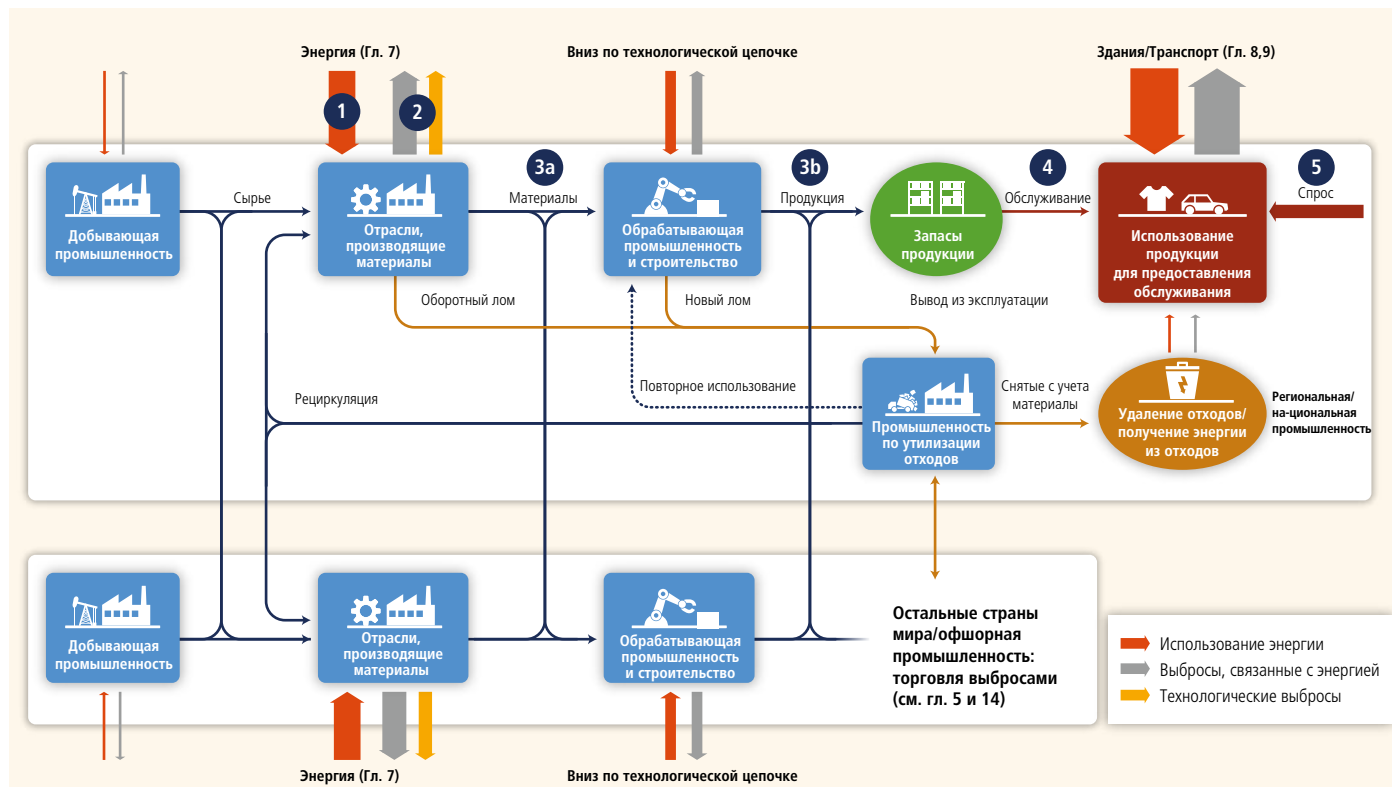 Энергия (Гл. 7)
Вниз по технологической цепочке
Здания/Транспорт (Гл. 8,9)
1
2
3a
3b
4
5
Сырье
Материалы
Продукция
Обслуживание
Спрос
Добывающая
промышленность
Отрасли,
производящие
материалы
Обрабатывающая
промышленность
и строительство
Запасы
продукции
Использование
продукции
для предоставления
обслуживания
Оборотный лом
Новый лом
Вывод из эксплуатации
Рециркуляция
Повторное использование
Снятые с учета
материалы
Промышленность
по утилизации
отходов
Удаление отходов/
получение энергии
из отходов
Региональная/
на-циональная
промышленность
Добывающая
промышленность
Отрасли,
производящие
материалы
Обрабатывающая
промышленность
и строительство
Остальные страны
мира/офшорная
промышленность:
торговля выбросами
(см. гл. 5 и 14)
Использование энергии
Выбросы, связанные с энергией
Технологические выбросы
Энергия (Гл. 7)
Вниз по технологической цепочке